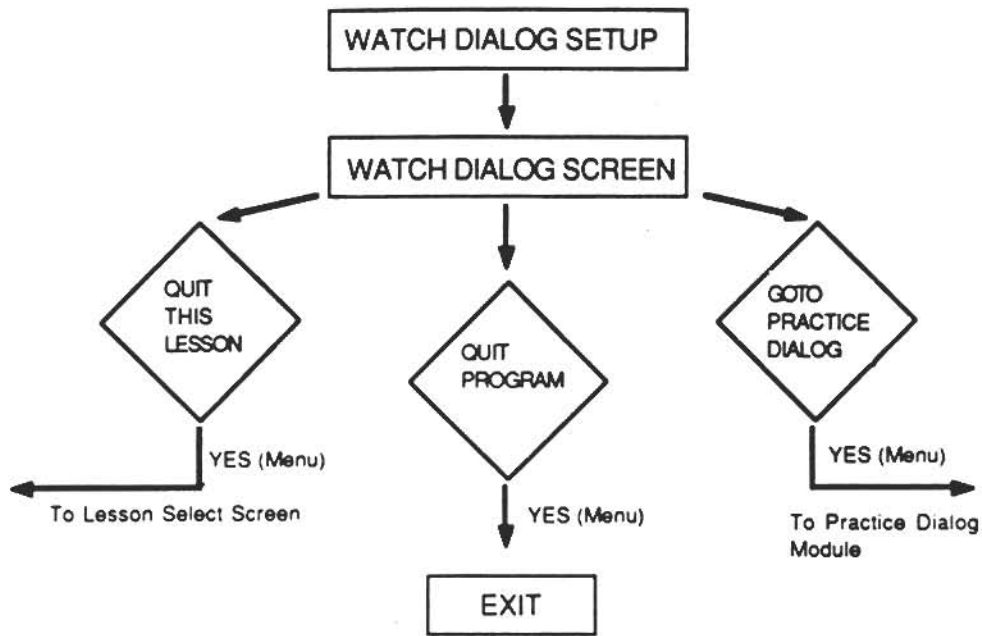 WATCH DIALOG SETUP
WATCH DIALOG SCREEN
QUIT
THIS
LESSON
QUIT
PROGRAM
GOTO
PRACTICE
DIALOG
YES (Menu)
To Lesson Select Screen
YES (Menu)
YES (Menu)
To Practice Dialog
Module
EXIT